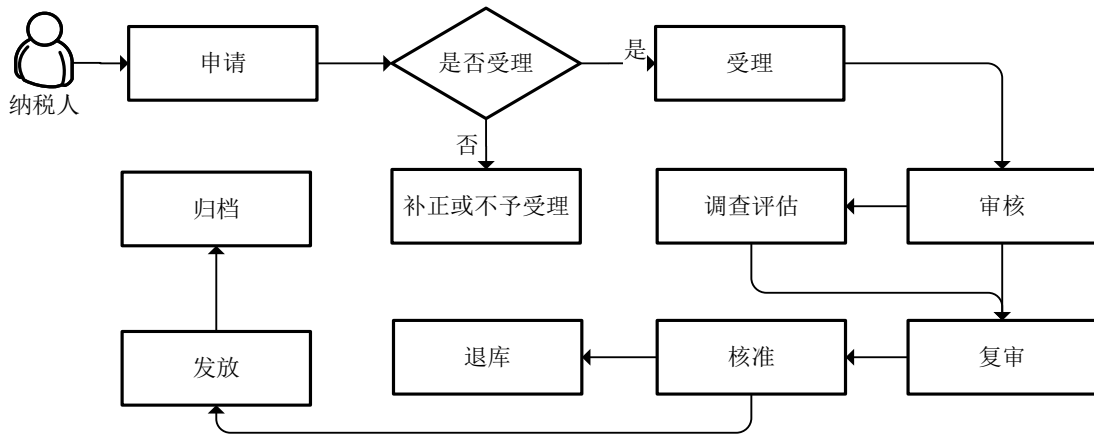 申请
是否受理
是
受理
纳税人
否
归档
补正或不予受理
调查评估
审核
发放
退库
核准
复审